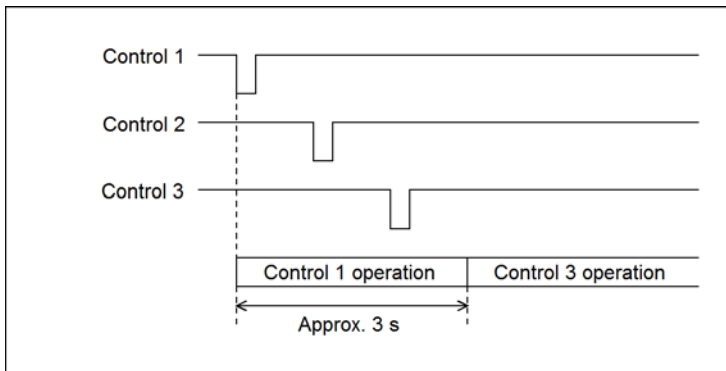 Control 1
Control 2
Control 3
Control 1 operation Control 3 operation
Approx. 3 s